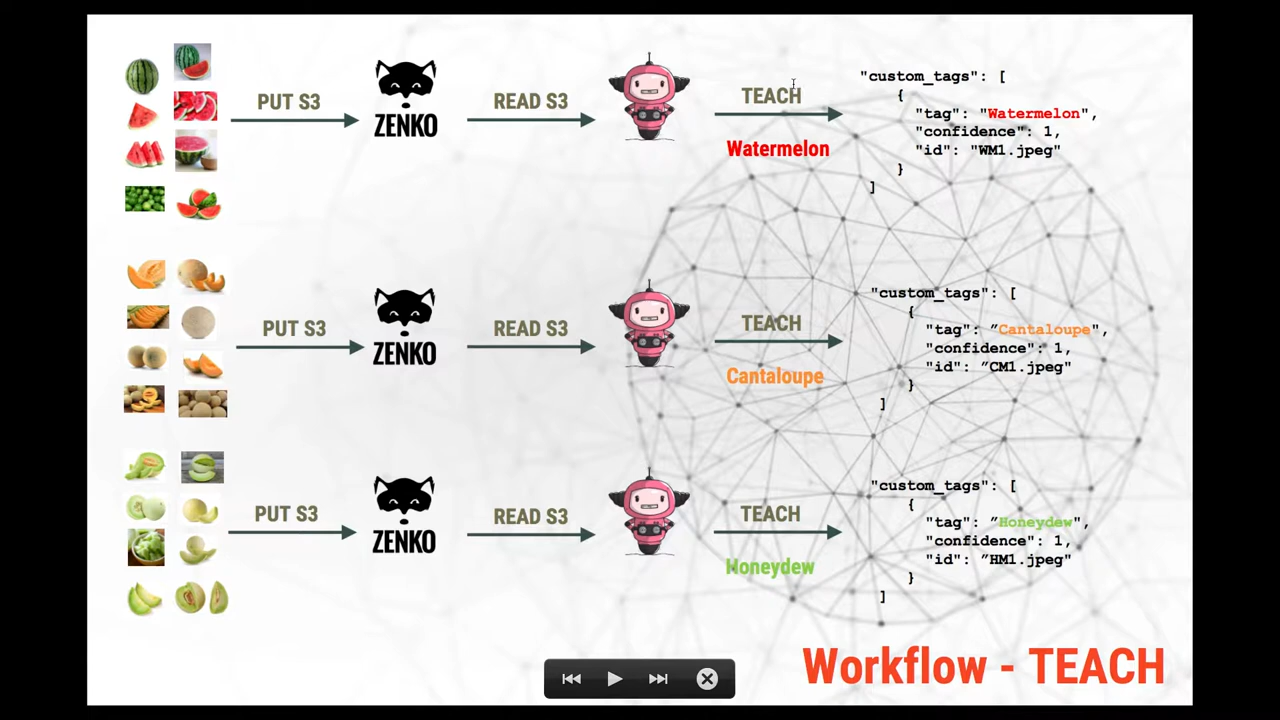 PUT S3
ZENKO
READ S3
TEACH
Watermelon
"custom_tags": [
{
"tag": "Watermelon",
"confidence": 1,
"id": "WM1.jpeg"
}
]
PUT S3
ZENKO
READ S3
TEACH
Cantaloupe
"custom_tags": [
{
"tag": ”Cantaloupe",
"confidence": 1,
"id": ”CM1.jpeg"
}
]
PUT S3
ZENKO
READ S3
TEACH
Honeydew
"custom_tags": [
{
"tag": ”Honeydew",
"confidence": 1,
"id": ”HM1.jpeg"
}
]
Workflow - TEACH